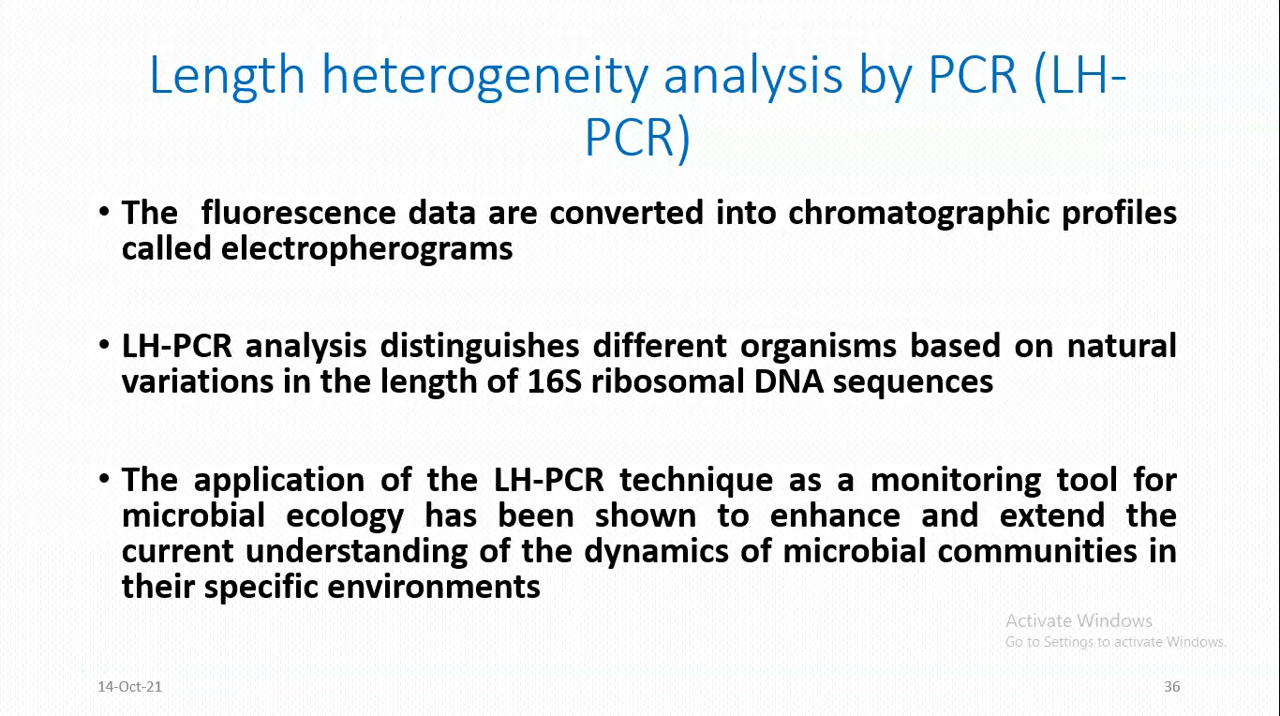 Length heterogeneity analysis by PCR (LH-
PCR)
• The fluorescence data are converted into chromatographic profiles
called electropherograms
• LH-PCR analysis distinguishes different organisms based on natural
variations in the length of 16S ribosomal DNA sequences
• The application of the LH-PCR technique as a monitoring tool for
microbial ecology has been shown to enhance and extend the
current understanding of the dynamics of microbial communities in
their specific environments
Activate Windows
Go to Settings to activate Windows.
14-Oct-21
36